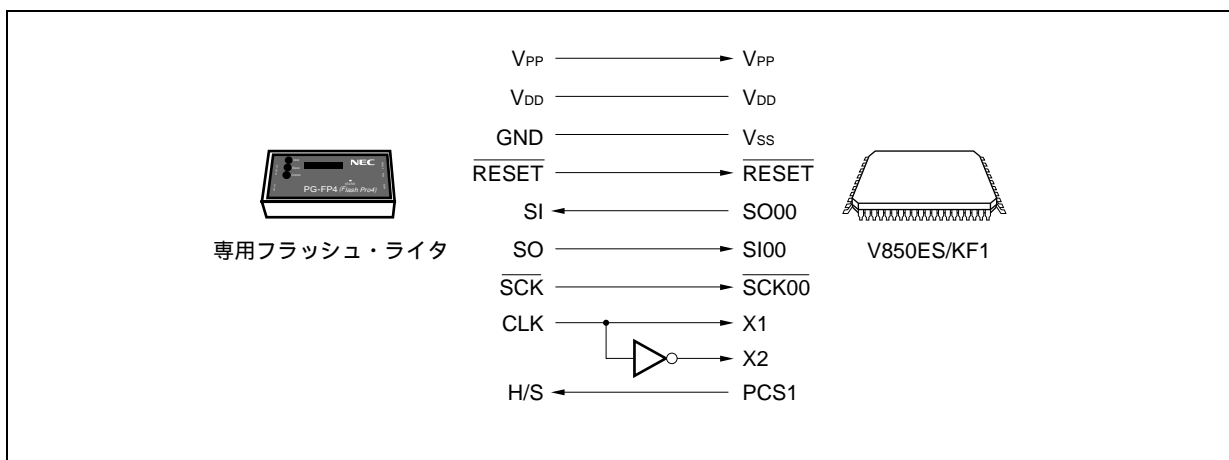 VPP VPP
VDD VDD
GND VSS
RESET RESET
SI SO00
SO SI00
SCK SCK00
CLK X1
X2
H/S PCS1
NEC
PG-FP4 (Flash Pro4)
専用フラッシュ・ライタ
V850ES/KF1